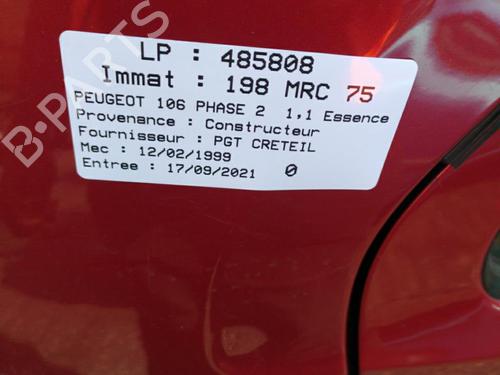 LP : 485808
Immat : 198 MRC 75
PEUGEOT 106 PHASE 2 1,1 Essence
Provenance : Constructeur
Fournisseur : PGT CRETEIL
Mec : 12/02/1999
Entree : 17/09/2021 0
B-PARTS